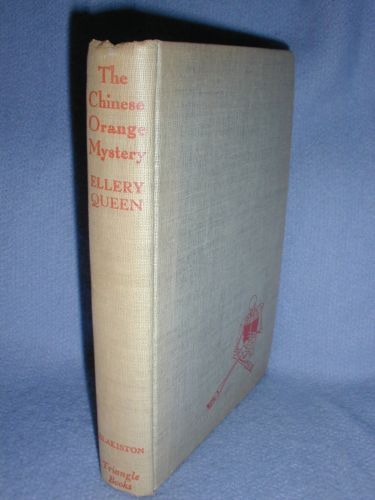 The
Chinese
Orange
Mystery
ELLERY
QUEEN
BLAKISTON
Triangle
Books